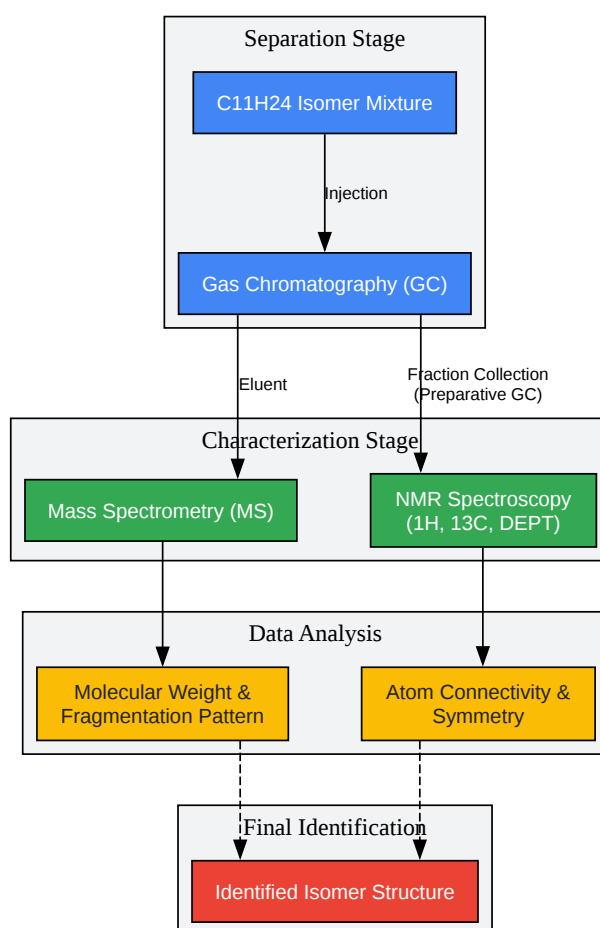 Separation Stage
C11H24 Isomer Mixture
Injection
Gas Chromatography (GC)
Eluent
Fraction Collection
(Preparative GC)
Characterization Stage
Mass Spectrometry (MS)
NMR Spectroscopy
(1H, 13C, DEPT)
Data Analysis
Molecular Weight &
Fragmentation Pattern
Atom Connectivity &
Symmetry
Final Identification
Identified Isomer Structure